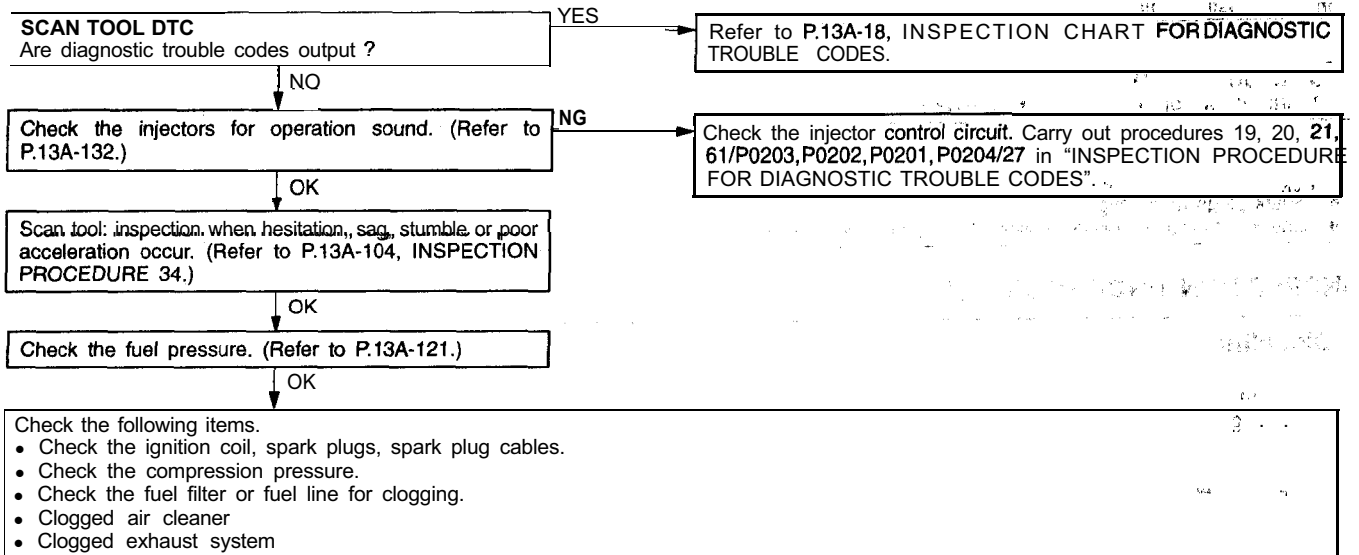 SCAN TOOL DTC
Are diagnostic trouble codes output ?
YES
Refer to P.13A-18, INSPECTION CHART FOR DIAGNOSTIC
TROUBLE CODES.
NO
Check the injectors for operation sound. (Refer to
P.13A-132.)
NG
Check the injector control circuit. Carry out procedures 19, 20, 21,
61/P0203, P0202, P0201, P0204/27 in “INSPECTION PROCEDURE
FOR DIAGNOSTIC TROUBLE CODES”.
OK
Scan tool: inspection when hesitation, sag, stumble or poor
acceleration occur. (Refer to P.13A-104, INSPECTION
PROCEDURE 34.)
OK
Check the fuel pressure. (Refer to P.13A-121.)
OK
Check the following items.
• Check the ignition coil, spark plugs, spark plug cables.
• Check the compression pressure.
• Check the fuel filter or fuel line for clogging.
• Clogged air cleaner
• Clogged exhaust system